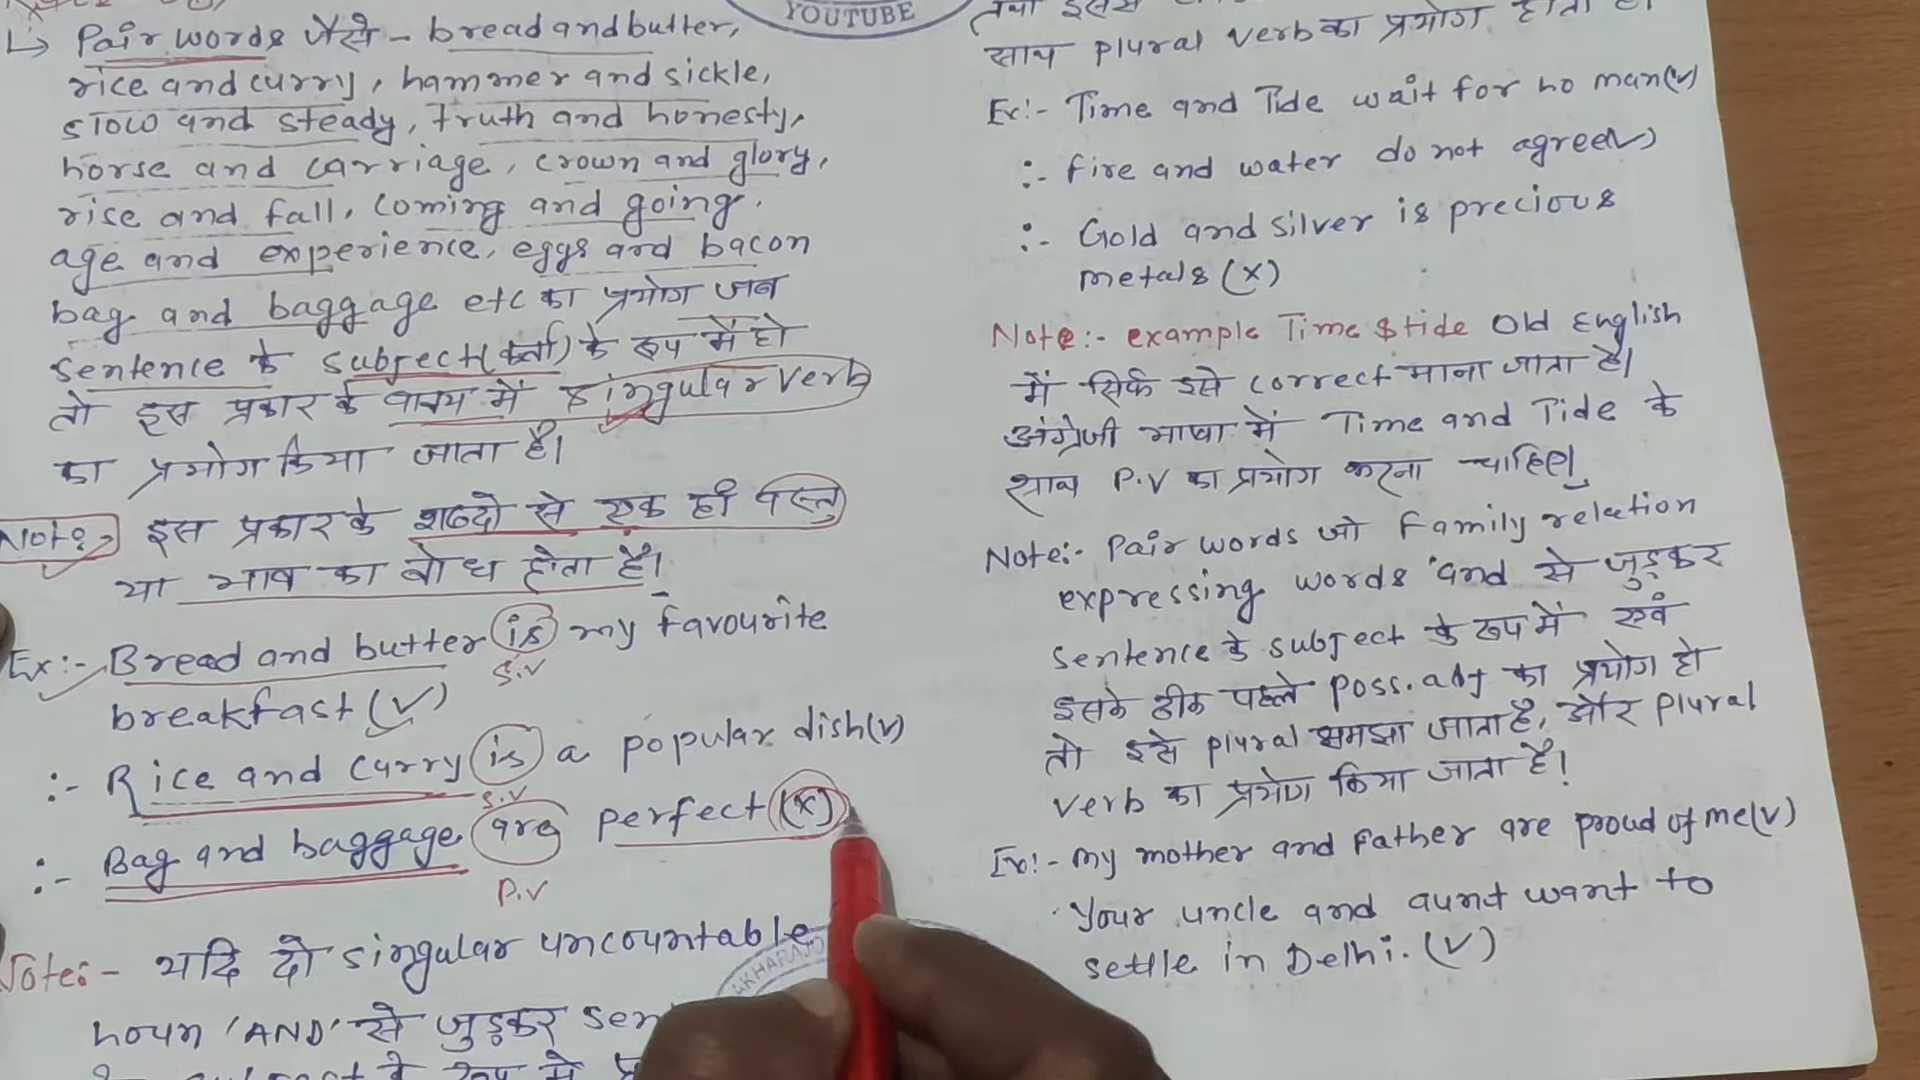 YOUTUBE
↳ Pair words जैसे - bread and butter,
rice and curry, hammer and sickle,
slow and steady, truth and honesty,
horse and carriage, crown and glory,
rise and fall, coming and going.
age and experience, eggs and bacon
bag and baggage etc का प्रयोग जब
sentence के subject(कर्ता) के रूप में हो
तो इस प्रकार के वाक्य में singular verb
का प्रयोग किया जाता है।
Note:- इस प्रकार के शब्दो से एक ही वस्तु
या भाव का बोध होता है।
Ex:- Bread and butter is my favourite
S.V
breakfast (✓)
:- Rice and curry is a popular dish(✓)
S.V
:- Bag and baggage are perfect (x)
P.V
Note:- यदि दो singular uncountable
noun 'AND' से जुड़कर sen
साथ plural verb का प्रयोग होता है।
Ex:- Time and Tide wait for no man(✓)
:- fire and water do not agree(✓)
:- Gold and silver is precious
metals (x)
Note:- example Time & tide Old English
में सिर्फ इसे correct माना जाता है।
अंग्रेजी भाषा में Time and Tide के
साथ P.V का प्रयोग करना चाहिए।
Note:- Pair words जो Family relation
expressing words 'and से जुड़कर
sentence के subject के रूप में एवं
इसके ठीक पहले poss. adj का प्रयोग हो
तो इसे plural समझा जाता है, और plural
verb का प्रयोग किया जाता है।
Ex:- my mother and Father are proud of me(✓)
Your uncle and aunt want to
settle in Delhi. (✓)